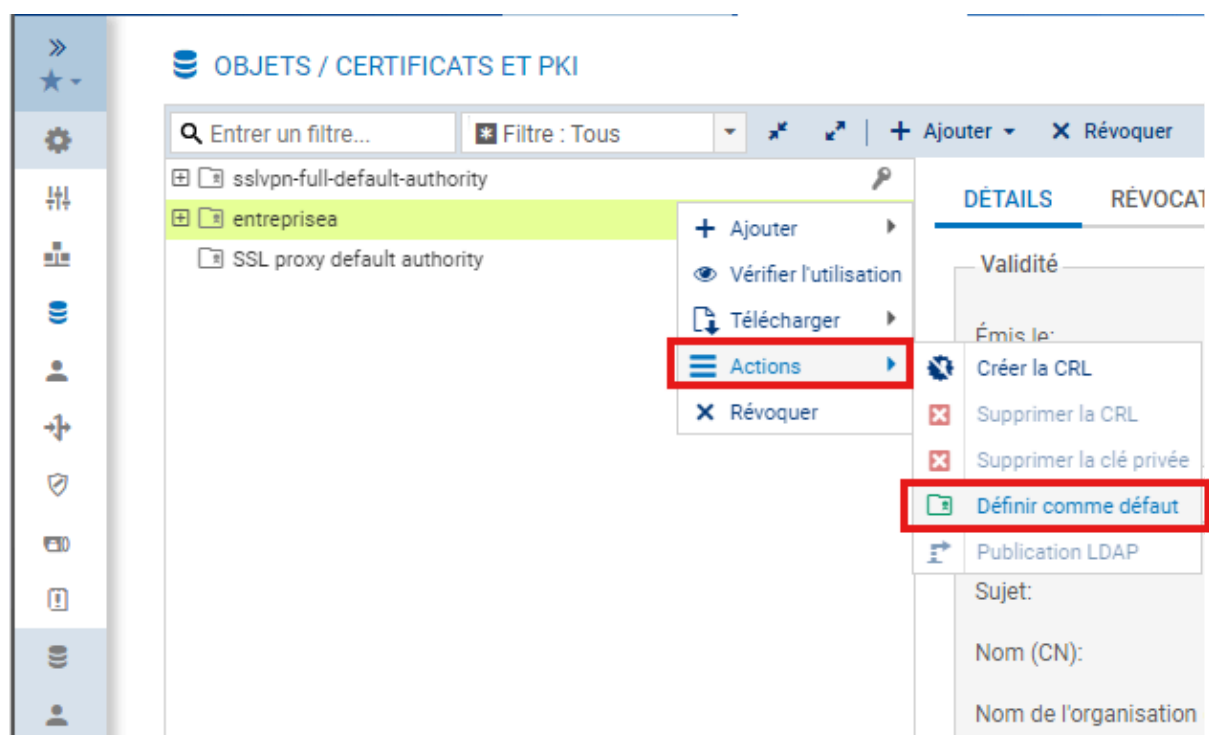 OBJETS / CERTIFICATS ET PKI
Entrer un filtre...
Filtre : Tous
Ajouter
Révoquer
sslvpn-full-default-authority
entreprisea
SSL proxy default authority
Ajouter
Vérifier l'utilisation
Télécharger
Actions
Révoquer
DÉTAILS
RÉVOCAT
Validité
Émis le:
Créer la CRL
Supprimer la CRL
Supprimer la clé privée
Définir comme défaut
Publication LDAP
Sujet:
Nom (CN):
Nom de l'organisation